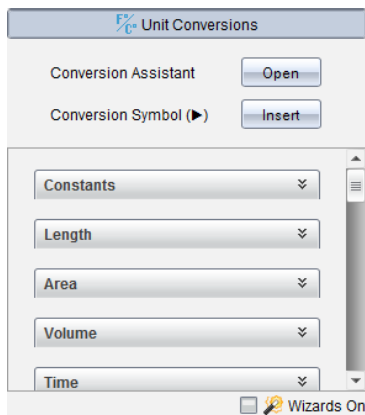 F°/C° Unit Conversions
Conversion Assistant Open
Conversion Symbol (►) Insert
Constants
Length
Area
Volume
Time
Wizards On